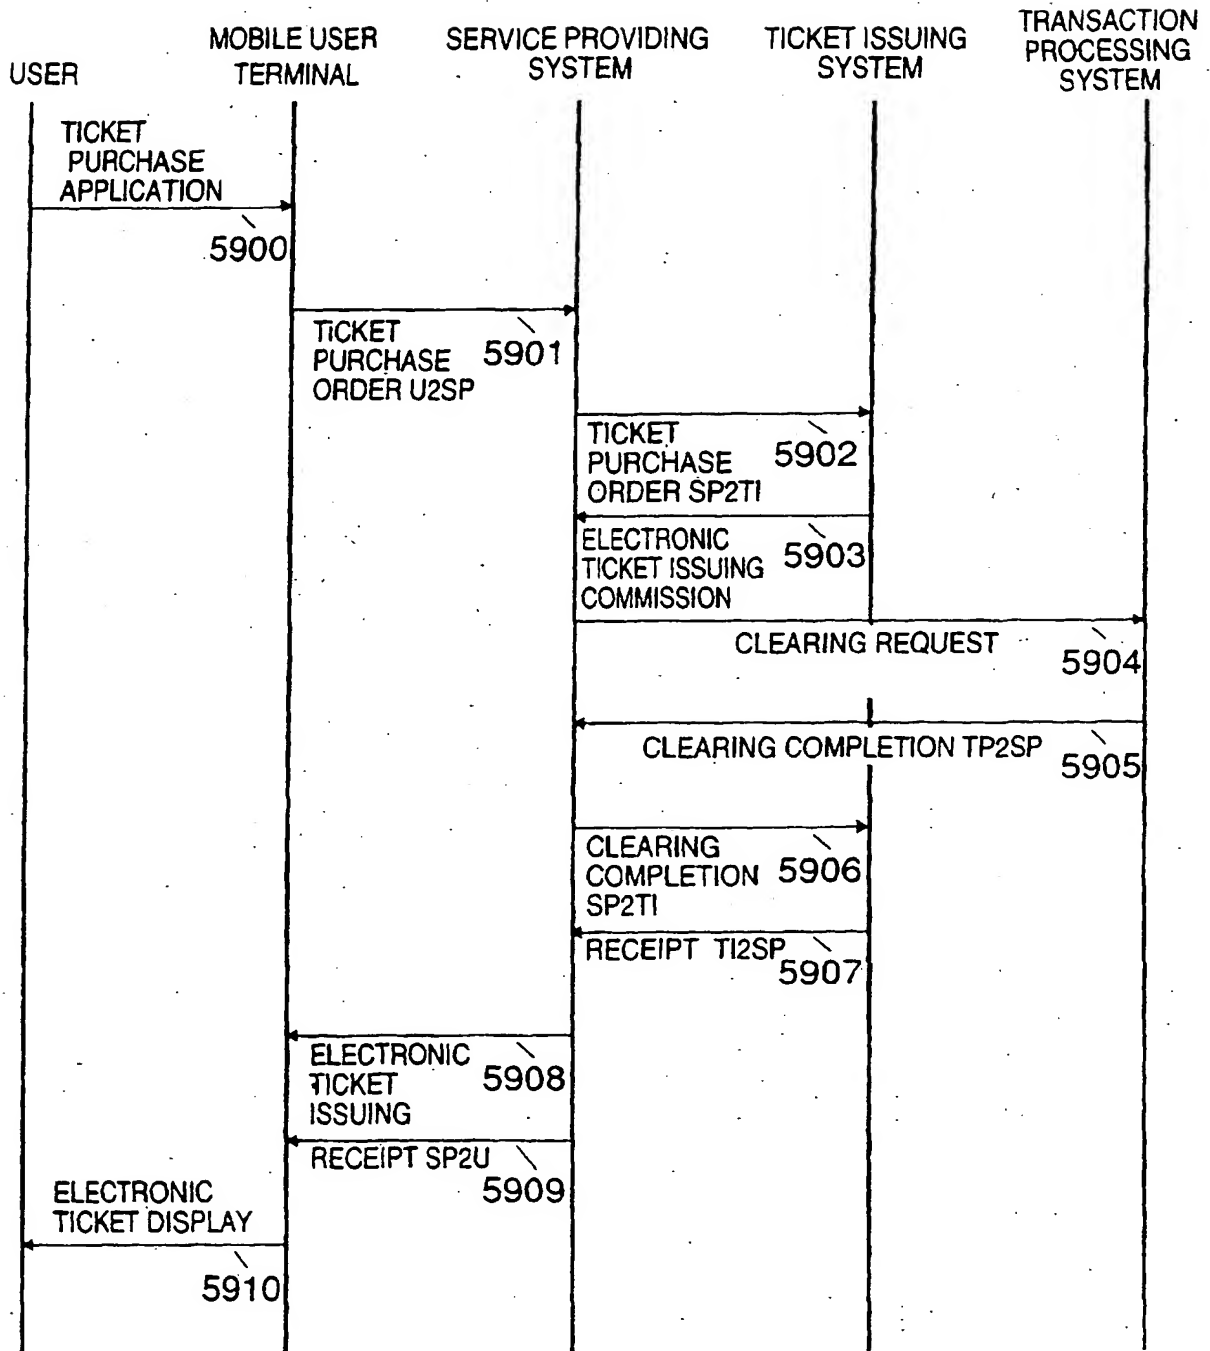 USER
MOBILE USER
TERMINAL
SERVICE PROVIDING
SYSTEM
TICKET ISSUING
SYSTEM
TRANSACTION
PROCESSING
SYSTEM
TICKET
PURCHASE
APPLICATION
5900
TICKET
PURCHASE
ORDER U2SP
5901
TICKET
PURCHASE
ORDER SP2TI
5902
ELECTRONIC
TICKET ISSUING
COMMISSION
5903
CLEARING REQUEST
5904
CLEARING COMPLETION TP2SP
5905
CLEARING
COMPLETION
SP2TI
5906
RECEIPT TI2SP
5907
ELECTRONIC
TICKET
ISSUING
5908
RECEIPT SP2U
5909
ELECTRONIC
TICKET DISPLAY
5910